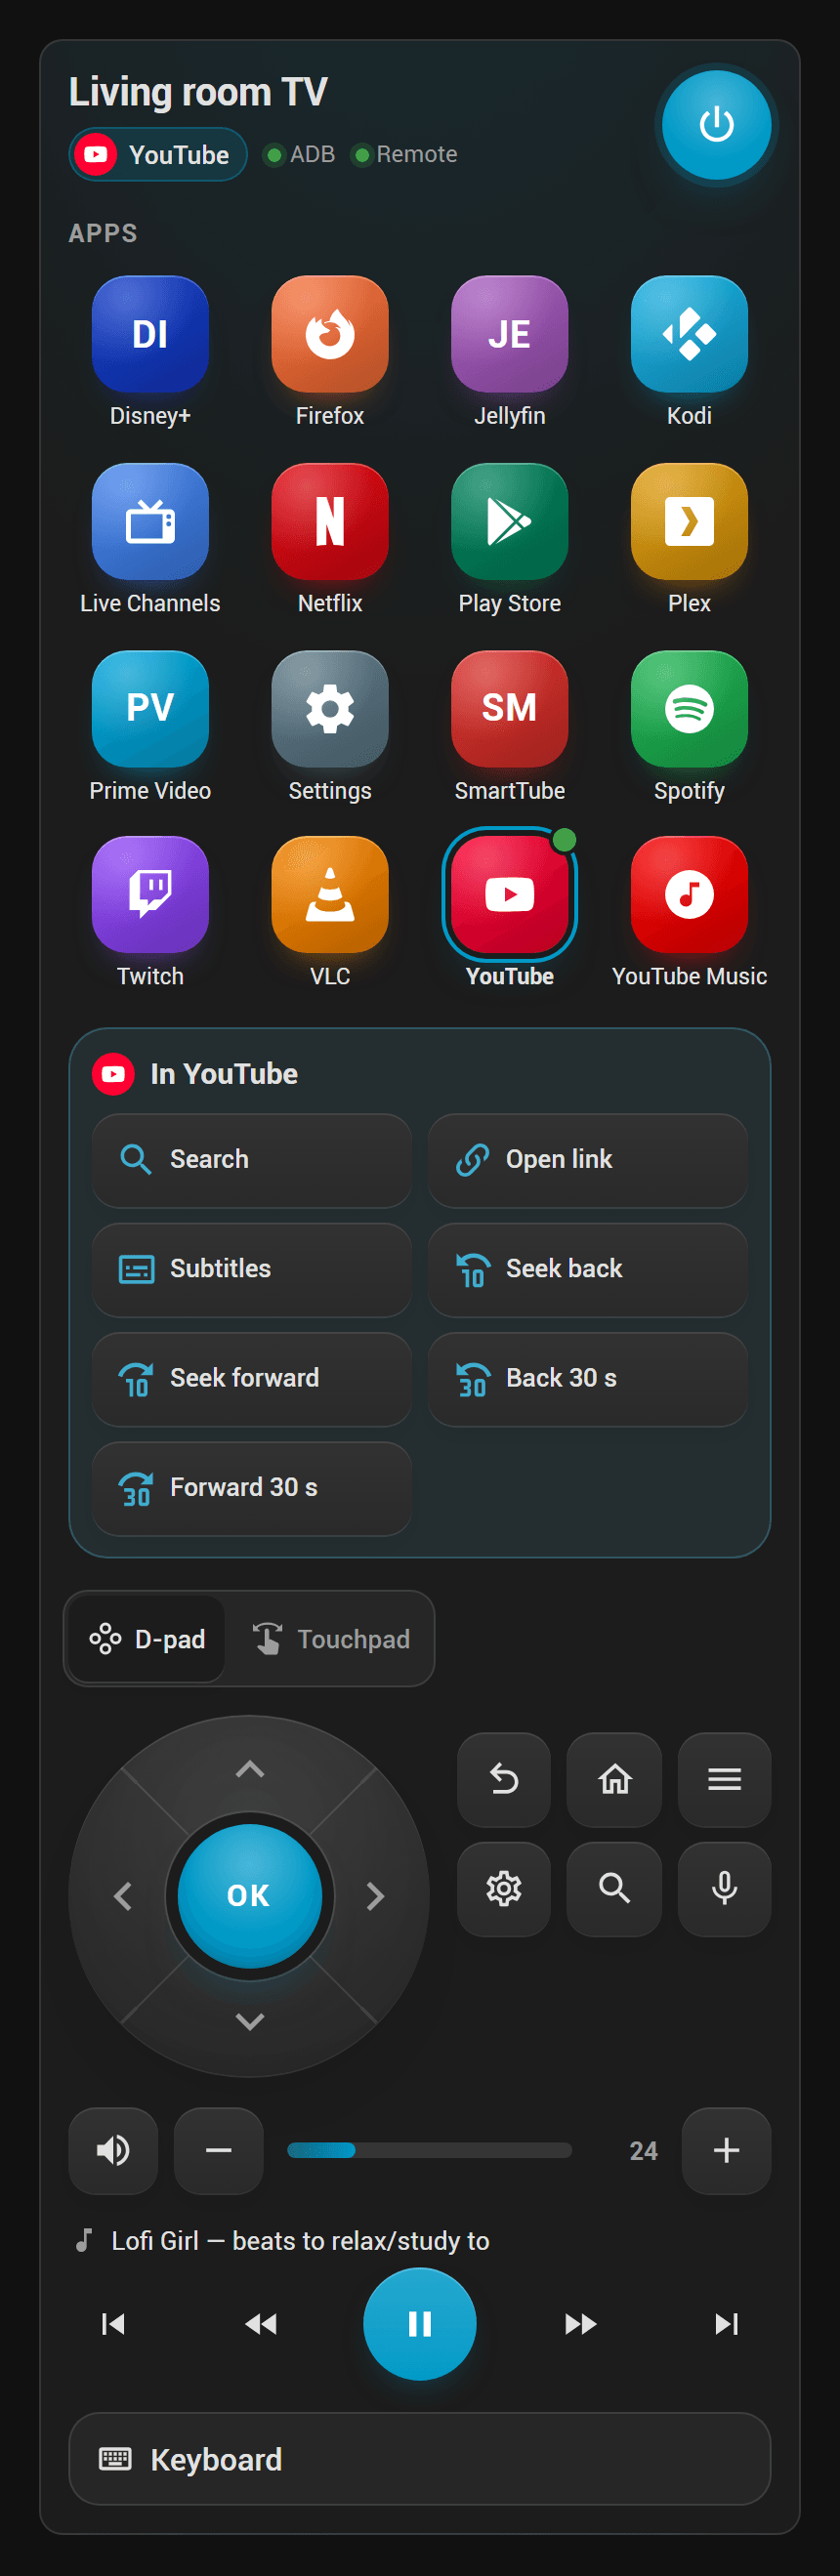 Living room TV
YouTube ADB Remote
APPS
DI JE
Disney+ Firefox Jellyfin Kodi
N
Live Channels Netflix Play Store Plex
PV SM
Prime Video Settings SmartTube Spotify
Twitch VLC YouTube YouTube Music
In YouTube
Search Open link
Subtitles 10 Seek back
10 Seek forward 30 Back 30 s
30 Forward 30 s
D-pad Touchpad
OK
24
Lofi Girl — beats to relax/study to
Keyboard